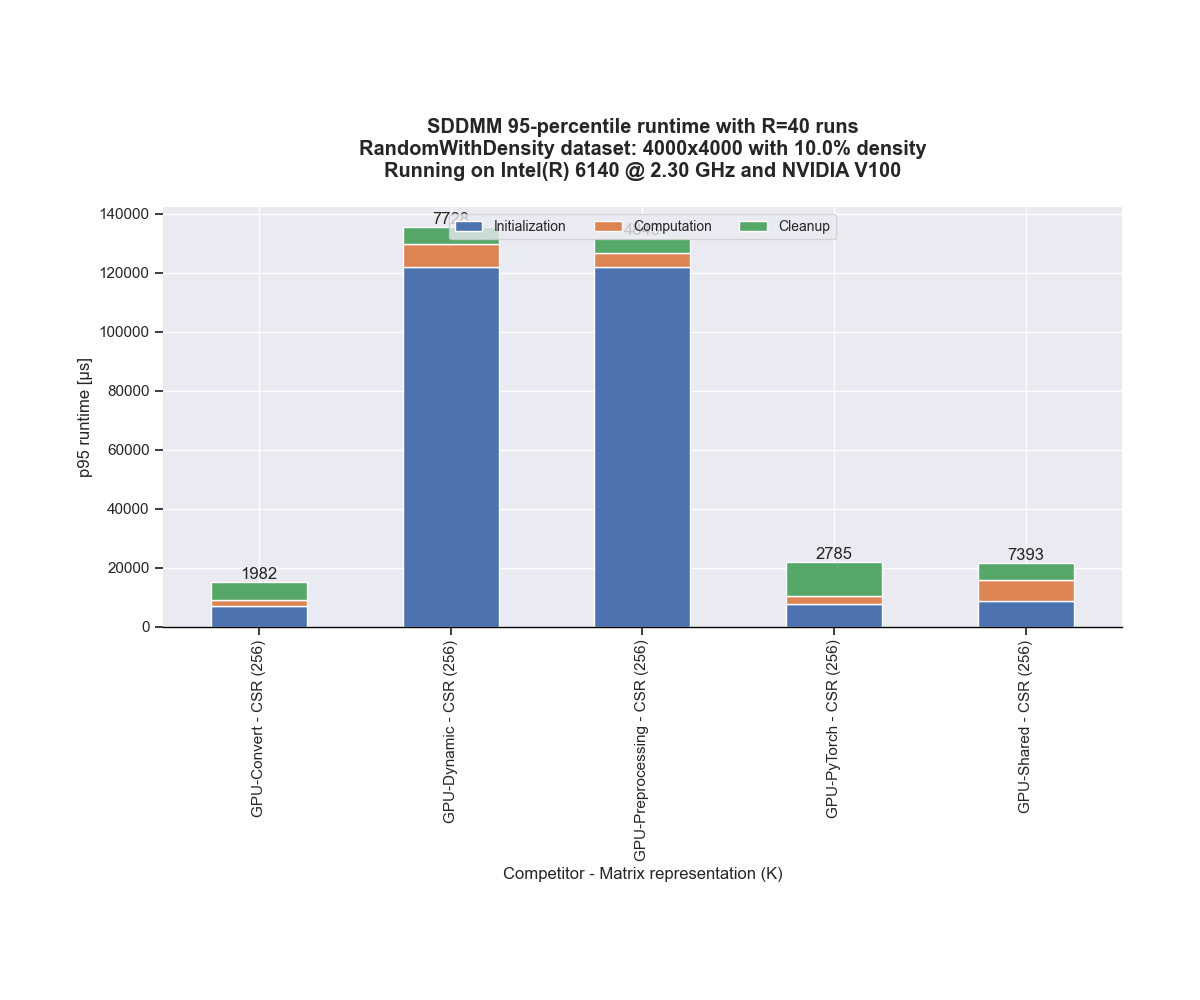 SDDMM 95-percentile runtime with R=40 runs
RandomWithDensity dataset: 4000x4000 with 10.0% density
Running on Intel(R) 6140 @ 2.30 GHz and NVIDIA V100
Initialization
Computation
Cleanup
p95 runtime [µs]
140000
120000
100000
80000
60000
40000
20000
0
1982
7728
2785
7393
GPU-Convert - CSR (256)
GPU-Dynamic - CSR (256)
GPU-Preprocessing - CSR (256)
GPU-PyTorch - CSR (256)
GPU-Shared - CSR (256)
Competitor - Matrix representation (K)